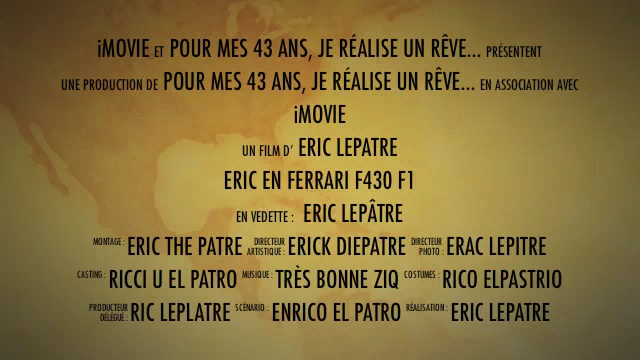 iMOVIE ET POUR MES 43 ANS, JE RÉALISE UN RÊVE... PRÉSENTENT
UNE PRODUCTION DE POUR MES 43 ANS, JE RÉALISE UN RÊVE... EN ASSOCIATION AVEC
iMOVIE
UN FILM D' ERIC LEPATRE
ERIC EN FERRARI F430 F1
EN VEDETTE : ERIC LEPÂTRE
MONTAGE : ERIC THE PATRE DIRECTEUR ARTISTIQUE : ERICK DIEPATRE DIRECTEUR PHOTO : ERAC LEPITRE
CASTING : RICCI U EL PATRO MUSIQUE : TRÈS BONNE ZIQ COSTUMES : RICO ELPASTRIO
PRODUCTEUR DÉLÉGUÉ : RIC LEPLATRE SCÉNARIO : ENRICO EL PATRO RÉALISATION : ERIC LEPATRE